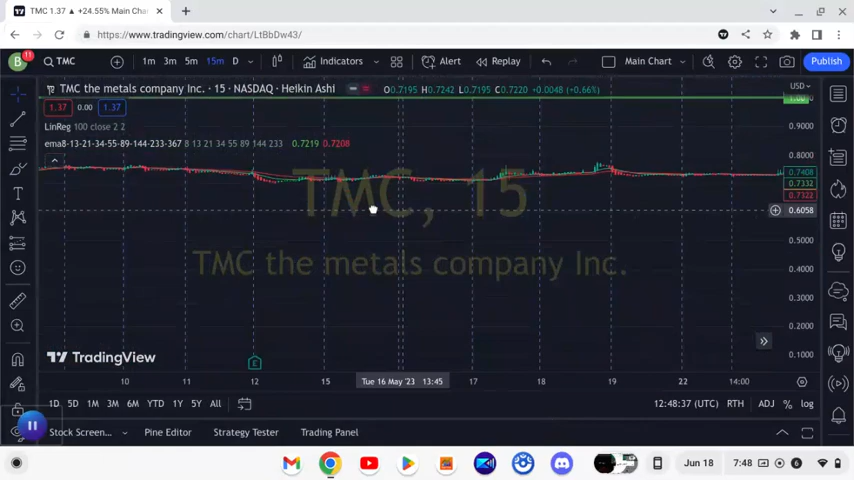 TMC 1.37 ▲ +24.55% Main Char
https://www.tradingview.com/chart/LtBbDw43/
B 11 TMC 1m 3m 5m 15m D Indicators Alert Replay Main Chart Publish
TMC the metals company Inc. · 15 · NASDAQ · Heikin Ashi O0.7195 H0.7242 L0.7195 C0.7220 +0.0048 (+0.66%) USD
1.37 0.00 1.37
LinReg 100 close 2 2
ema8-13-21-34-55-89-144-233-367 8 13 21 34 55 89 144 233 0.7219 0.7208
TMC, 15
TMC the metals company Inc.
0.9000
0.8000
0.7408
0.7332
0.7322
0.6058
0.5000
0.4000
0.3000
0.2000
0.1000
TradingView
E
10 11 12 15 Tue 16 May '23 13:45 17 18 19 22 14:00
1D 5D 1M 3M 6M YTD 1Y 5Y All 12:48:37 (UTC) RTH ADJ % log
Stock Screen... Pine Editor Strategy Tester Trading Panel
Jun 18 7:48 6